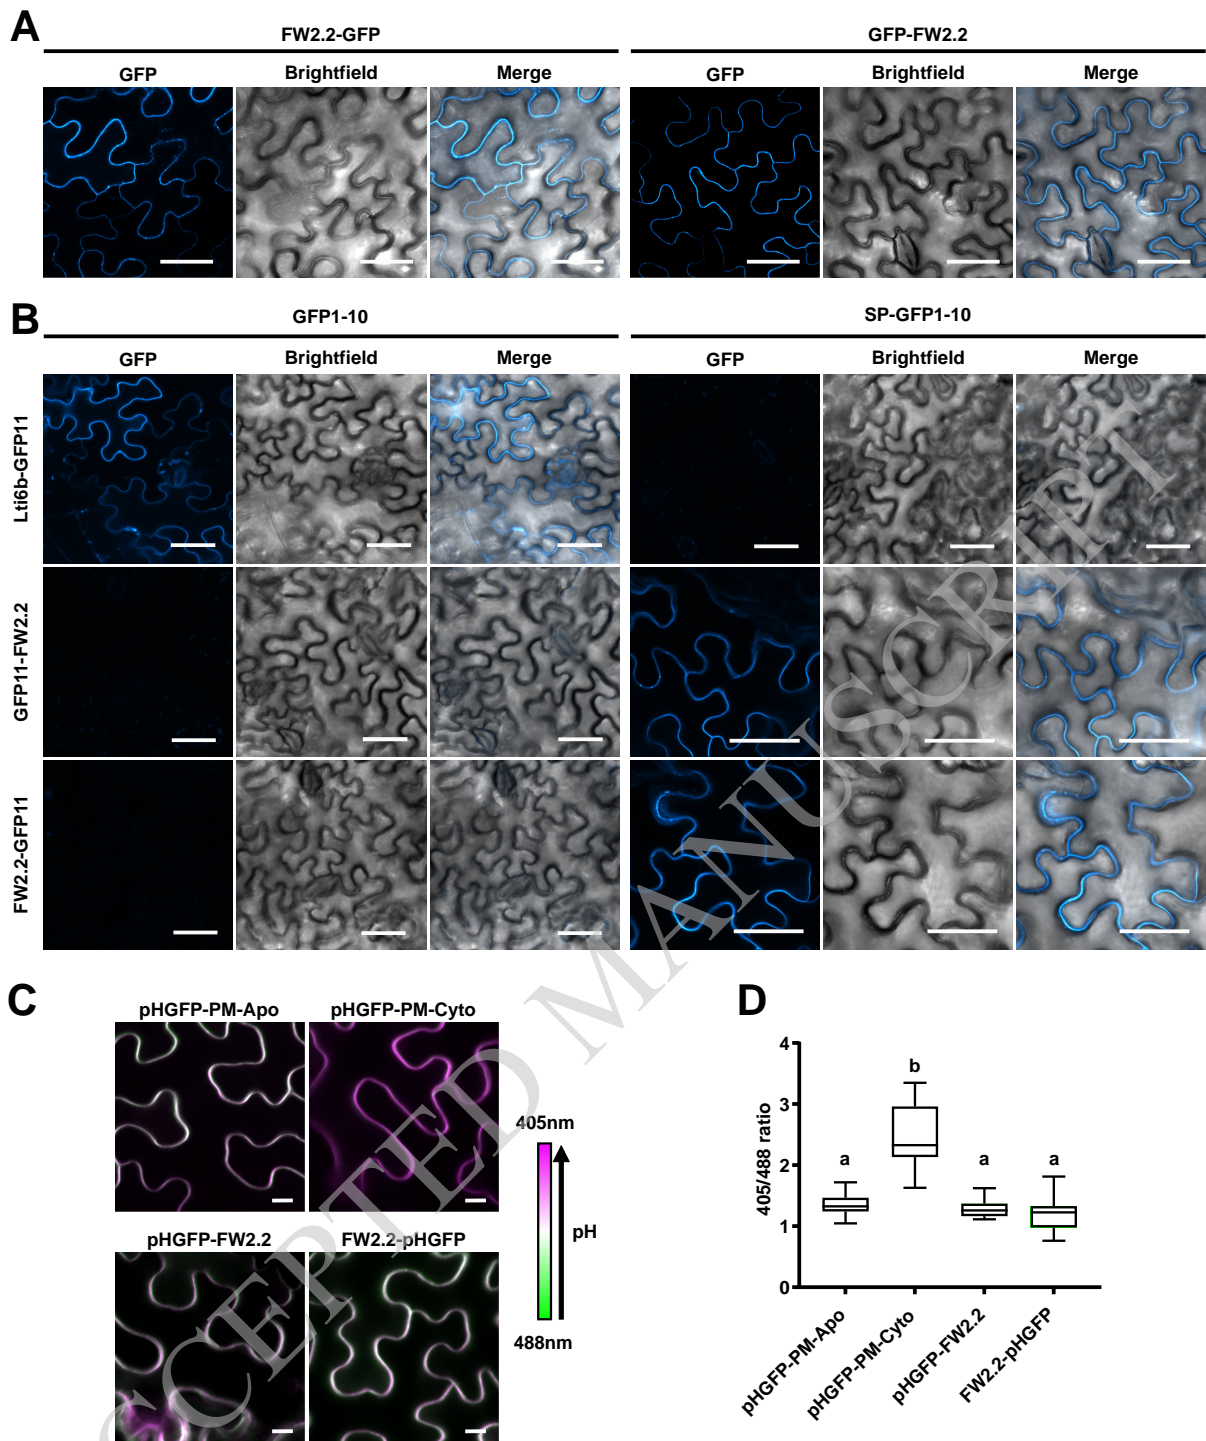 A
FW2.2-GFP
GFP-FW2.2
GFP Brightfield Merge GFP Brightfield Merge
B
GFP1-10
SP-GFP1-10
GFP Brightfield Merge GFP Brightfield Merge
Lti6b-GFP11
GFP11-FW2.2
FW2.2-GFP11
C
pHGFP-PM-Apo pHGFP-PM-Cyto
pHGFP-FW2.2 FW2.2-pHGFP
405nm
pH
488nm
D
405/488 ratio
4
3
2
1
0
a
b
a
a
pHGFP-PM-Apo
pHGFP-PM-Cyto
pHGFP-FW2.2
FW2.2-pHGFP
CCEPTED MANUSCRIPT